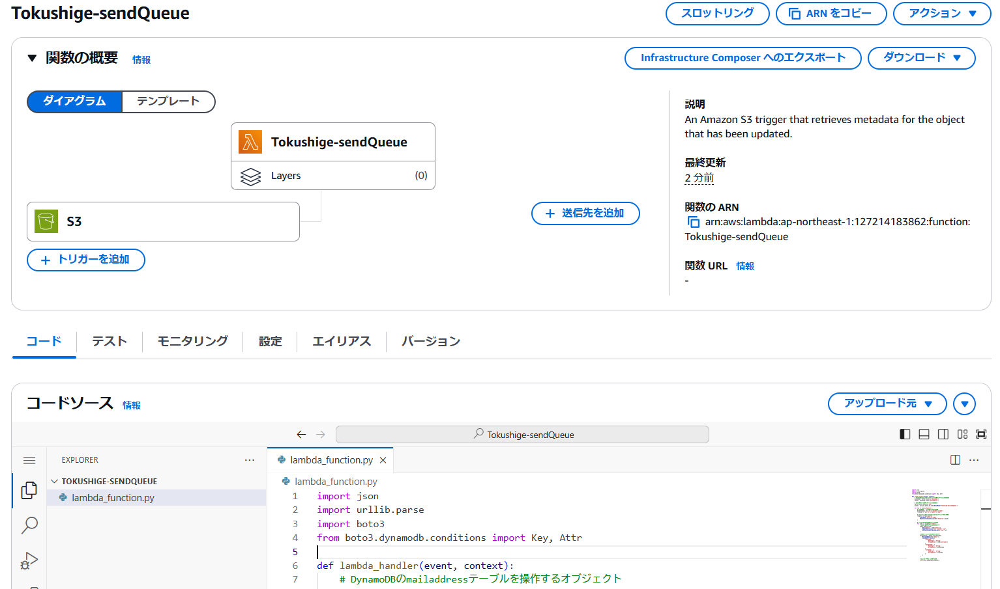 Tokushige-sendQueue
スロットリング
ARN をコピー
アクション
関数の概要 情報
Infrastructure Composer へのエクスポート
ダウンロード
ダイアグラム
テンプレート
Tokushige-sendQueue
Layers (0)
S3
+ トリガーを追加
+ 送信先を追加
説明
An Amazon S3 trigger that retrieves metadata for the object
that has been updated.
最終更新
2 分前
関数の ARN
arn:aws:lambda:ap-northeast-1:127214183862:function:
Tokushige-sendQueue
関数 URL 情報
-
コード
テスト
モニタリング
設定
エイリアス
バージョン
コードソース 情報
アップロード元
Tokushige-sendQueue
EXPLORER
TOKUSHIGE-SENDQUEUE
lambda_function.py
lambda_function.py
lambda_function.py
1 import json
2 import urllib.parse
3 import boto3
4 from boto3.dynamodb.conditions import Key, Attr
5
6 def lambda_handler(event, context):
7 # DynamoDBのmailaddressテーブルを操作するオブジェクト